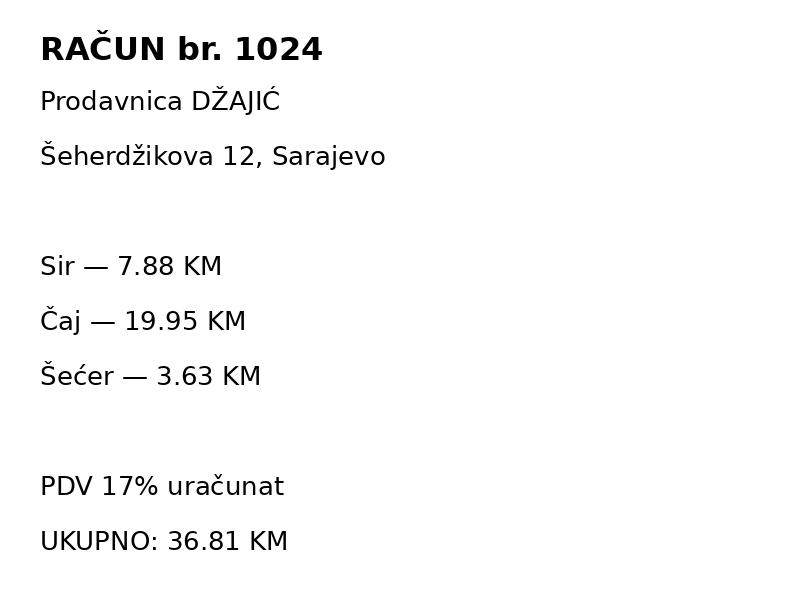 RAČUN br. 1024
Prodavnica DŽAJIĆ
Šeherdžikova 12, Sarajevo
Sir — 7.88 KM
Čaj — 19.95 KM
Šećer — 3.63 KM
PDV 17% uračunat
UKUPNO: 36.81 KM